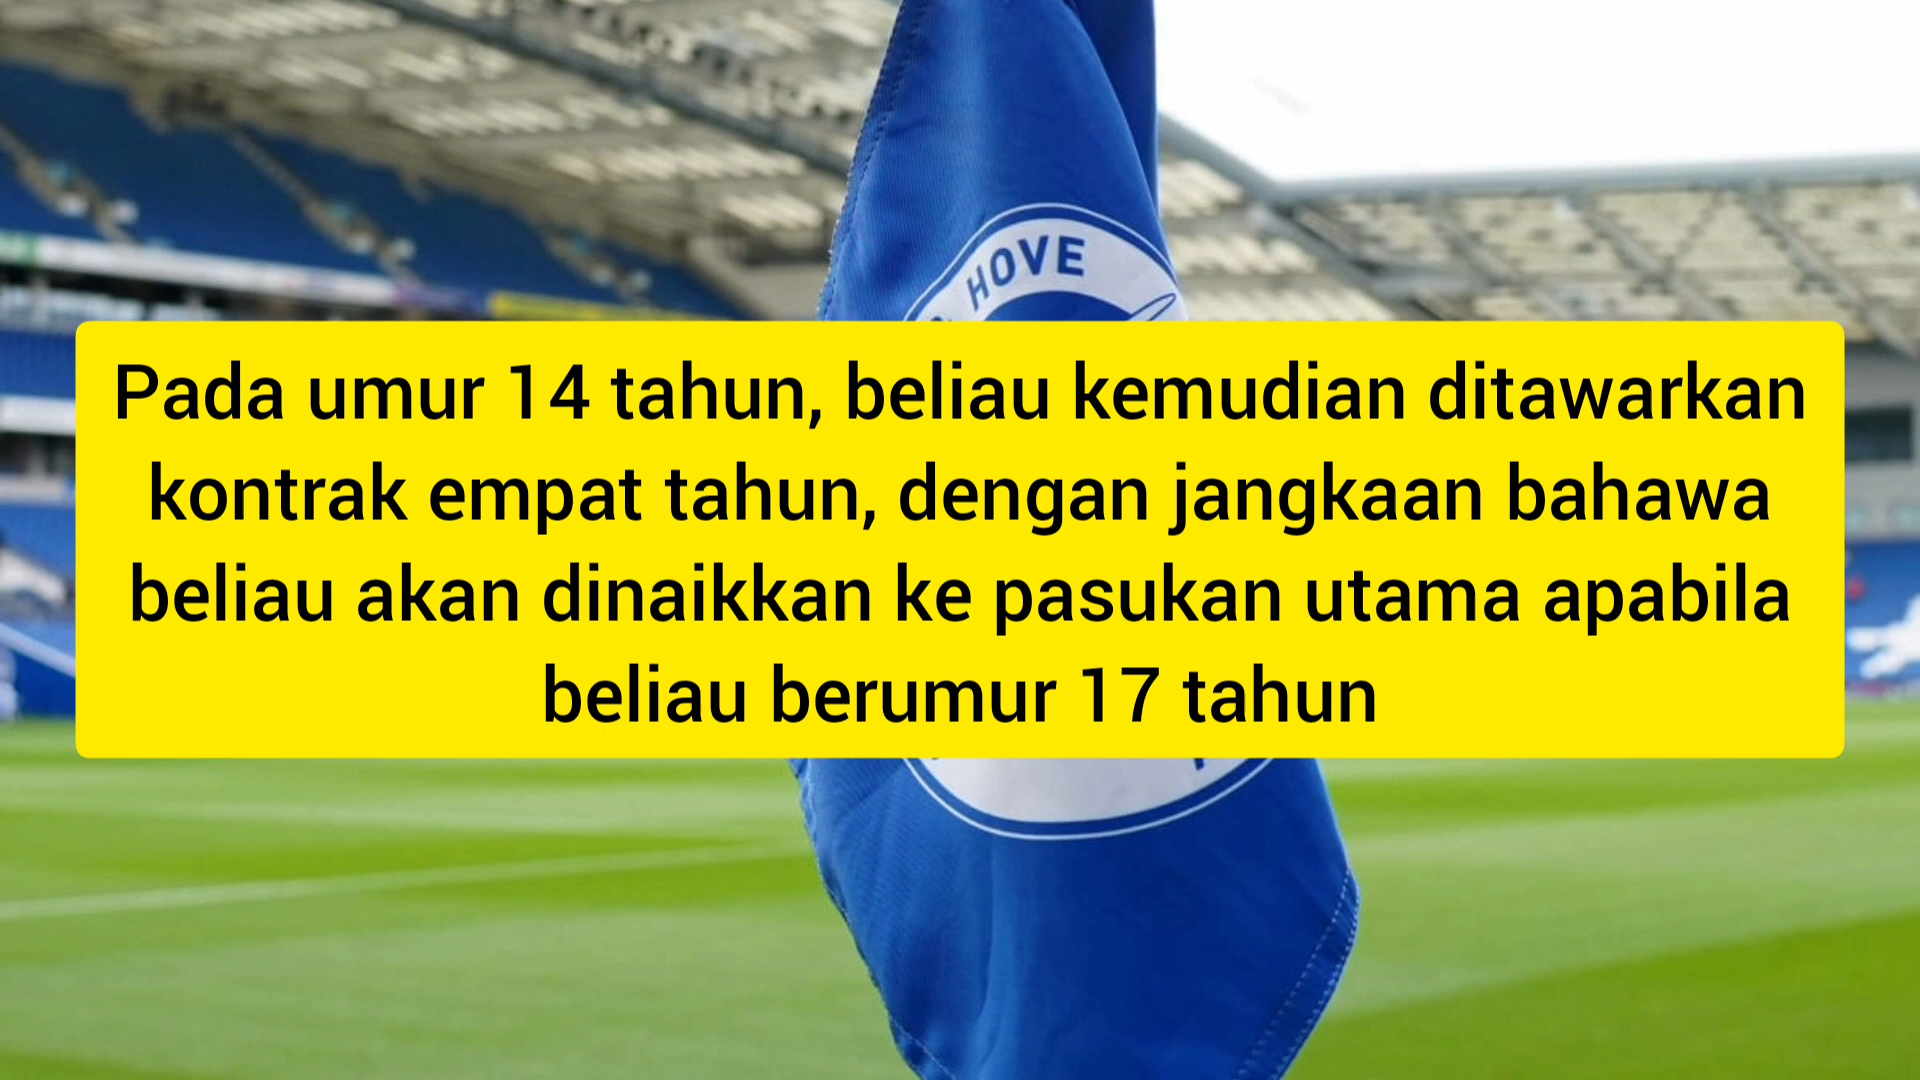 HOVE
Pada umur 14 tahun, beliau kemudian ditawarkan
kontrak empat tahun, dengan jangkaan bahawa
beliau akan dinaikkan ke pasukan utama apabila
beliau berumur 17 tahun